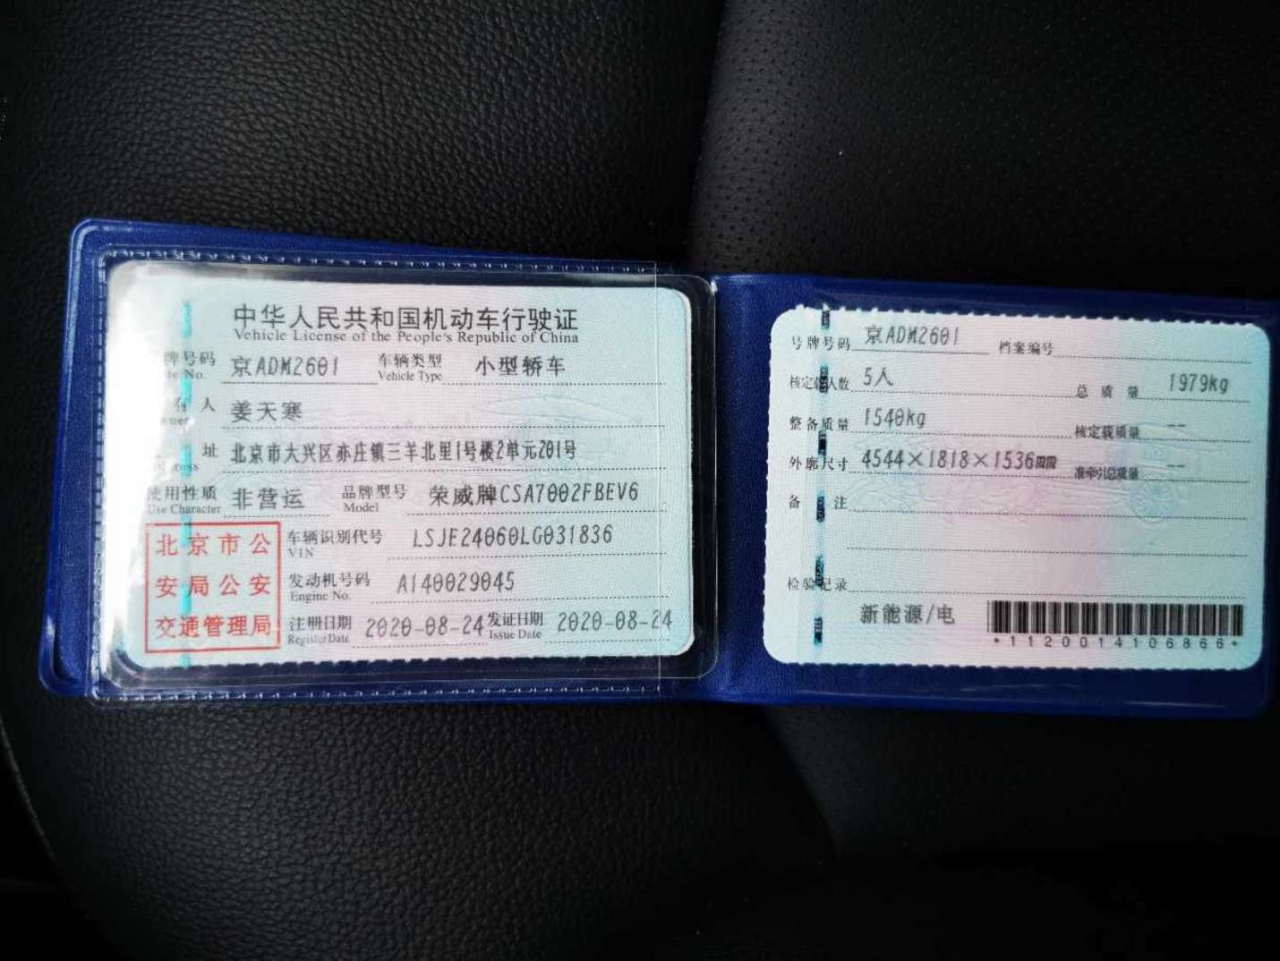 中华人民共和国机动车行驶证
Vehicle License of the People's Republic of China
牌号码 京ADM2601 车辆类型 小型轿车
No. Vehicle Type
人 姜天寒
址 北京市大兴区亦庄镇三羊北里1号楼2单元201号
使用性质 非营运 品牌型号 荣威牌CSA7002FBEV6
Use Character Model
北京市公
安局公安
交通管理局
车辆识别代号 LSJE24060LG031836
VIN
发动机号码 A140029045
Engine No.
注册日期 2020-08-24 发证日期 2020-08-24
Register Date Issue Date
号牌号码 京ADM2601 档案编号
核定载人数 5人 总质量 1979kg
整备质量 1540kg 核定载质量 --
外廓尺寸 4544×1818×1536mm 准牵引总质量 --
备注
检验记录
新能源/电
*1120014106866*